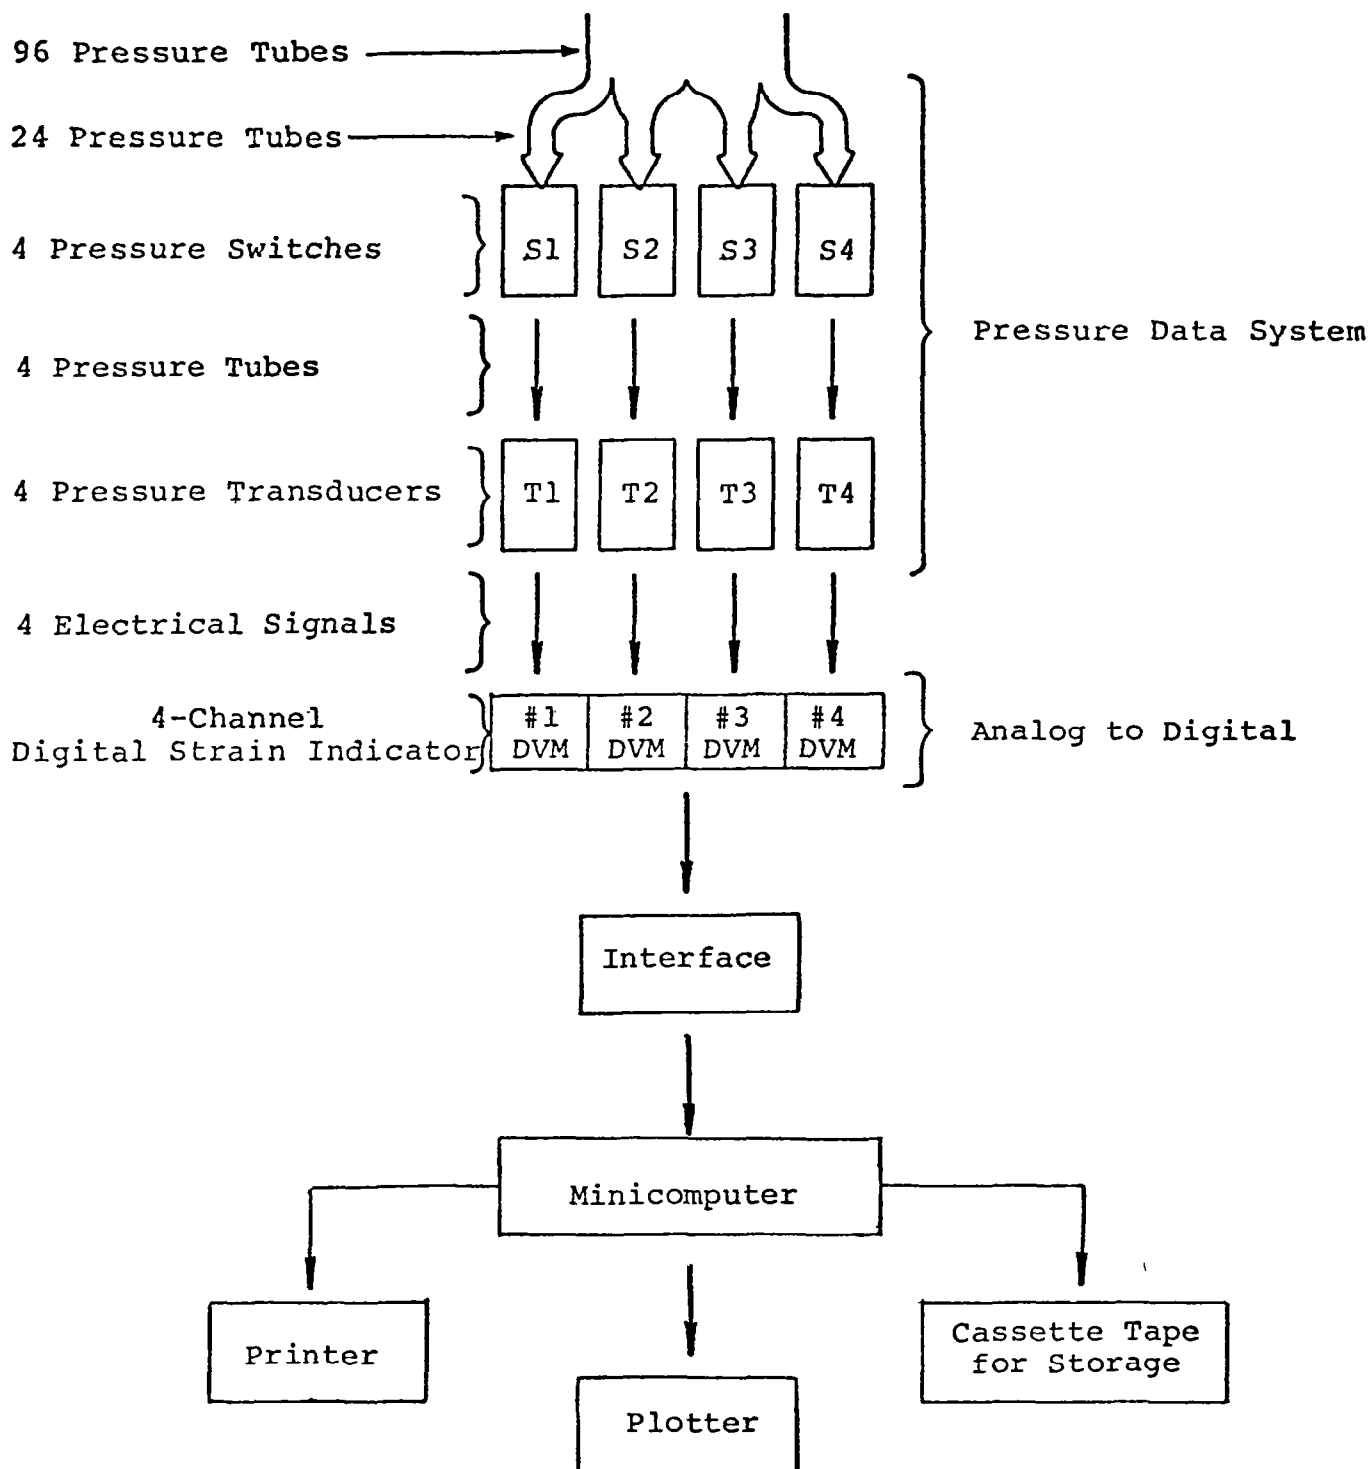 96 Pressure Tubes
24 Pressure Tubes
4 Pressure Switches
S1 S2 S3 S4
Pressure Data System
4 Pressure Tubes
4 Pressure Transducers
T1 T2 T3 T4
4 Electrical Signals
4-Channel
Digital Strain Indicator
#1 #2 #3 #4
DVM DVM DVM DVM
Analog to Digital
Interface
Minicomputer
Printer
Cassette Tape
for Storage
Plotter